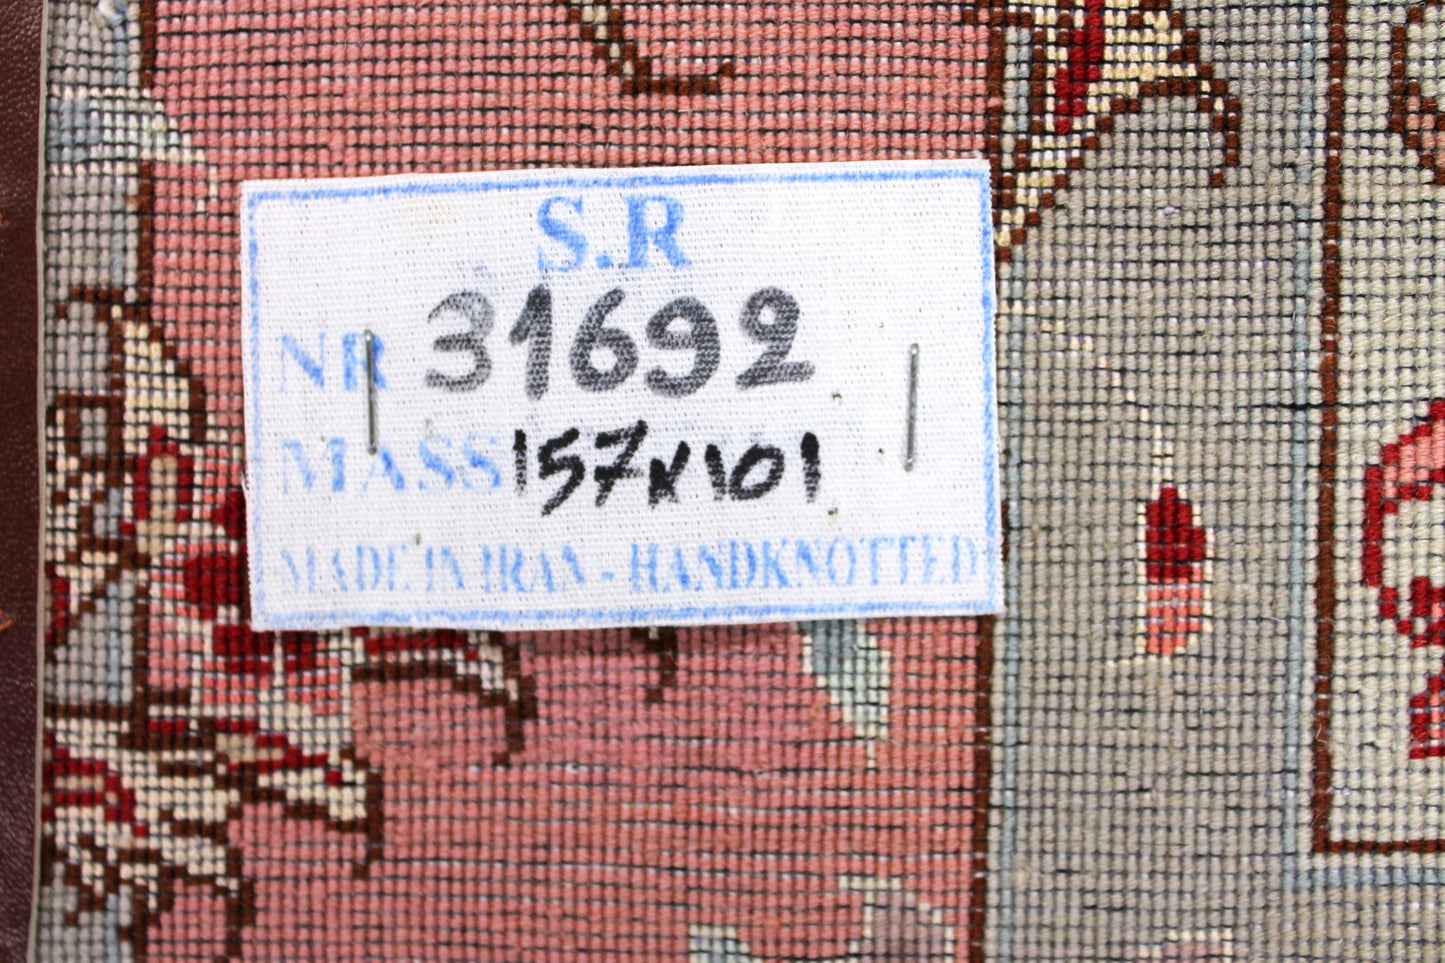 S.R
NR 31692
MASS 157x101
MADE IN IRAN - HANDKNOTTED